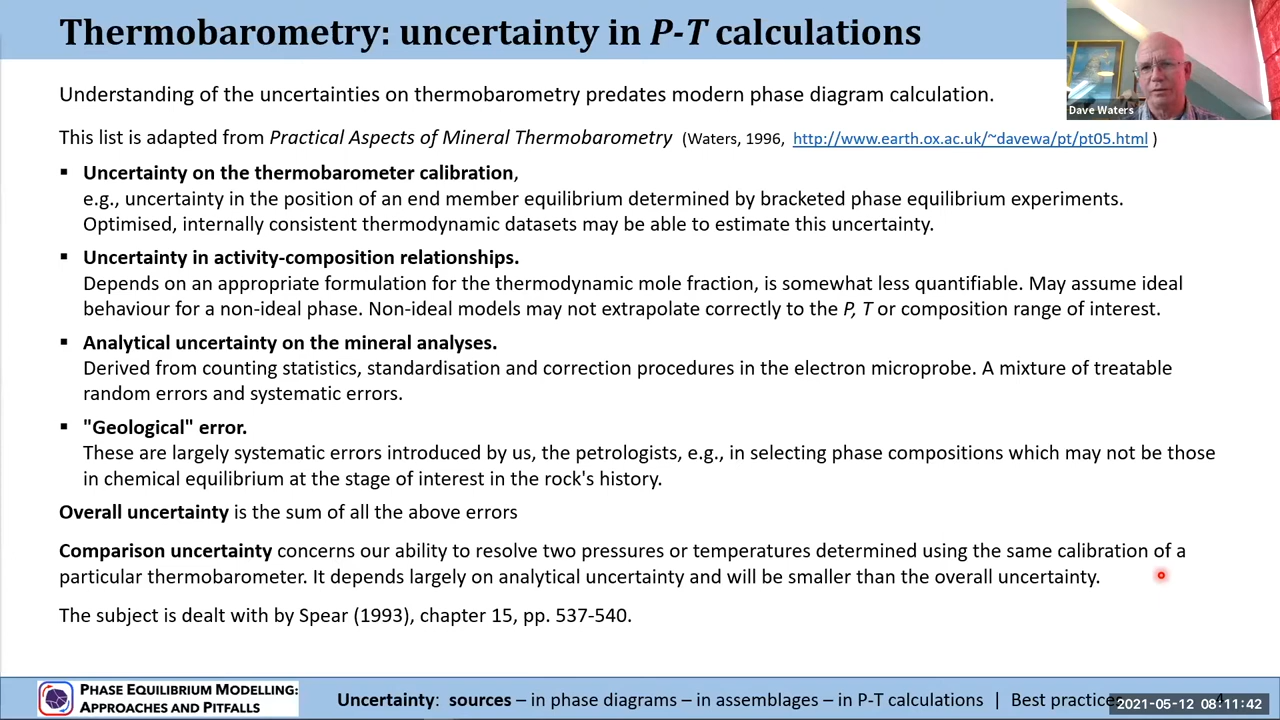 Thermobarometry: uncertainty in P-T calculations
Dave Waters
Understanding of the uncertainties on thermobarometry predates modern phase diagram calculation.
This list is adapted from Practical Aspects of Mineral Thermobarometry (Waters, 1996, http://www.earth.ox.ac.uk/~davewa/pt/pt05.html )
▪ Uncertainty on the thermobarometer calibration,
e.g., uncertainty in the position of an end member equilibrium determined by bracketed phase equilibrium experiments.
Optimised, internally consistent thermodynamic datasets may be able to estimate this uncertainty.
▪ Uncertainty in activity-composition relationships.
Depends on an appropriate formulation for the thermodynamic mole fraction, is somewhat less quantifiable. May assume ideal
behaviour for a non-ideal phase. Non-ideal models may not extrapolate correctly to the P, T or composition range of interest.
▪ Analytical uncertainty on the mineral analyses.
Derived from counting statistics, standardisation and correction procedures in the electron microprobe. A mixture of treatable
random errors and systematic errors.
▪ "Geological" error.
These are largely systematic errors introduced by us, the petrologists, e.g., in selecting phase compositions which may not be those
in chemical equilibrium at the stage of interest in the rock's history.
Overall uncertainty is the sum of all the above errors
Comparison uncertainty concerns our ability to resolve two pressures or temperatures determined using the same calibration of a
particular thermobarometer. It depends largely on analytical uncertainty and will be smaller than the overall uncertainty.
The subject is dealt with by Spear (1993), chapter 15, pp. 537-540.
PHASE EQUILIBRIUM MODELLING:
APPROACHES AND PITFALLS
Uncertainty: sources – in phase diagrams – in assemblages – in P-T calculations | Best practices
2021-05-12 08:11:42